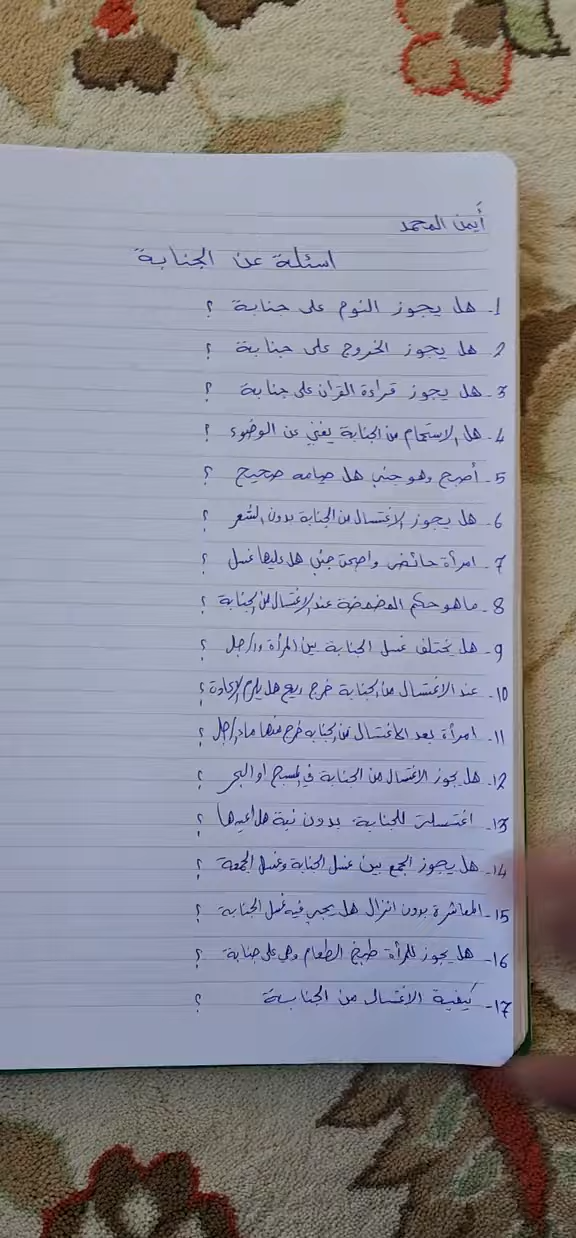 أيمن المحمد
اسئلة عن الجنابة
1- هل يجوز النوم على جنابة ؟
2- هل يجوز الخروج على جنابة ؟
3- هل يجوز قراءة القران على جنابة ؟
4- هل الاستحمام من الجنابة يغني عن الوضوء ؟
5- أصبح وهو جنب هل صيامه صحيح ؟
6- هل يجوز الاغتسال من الجنابة بدون الشعر ؟
7- امرأة حائض واصبحت جنب هل عليها غسل ؟
8- ماهو حكم المضمضة عند الاغتسال من الجنابة ؟
9- هل يختلف غسل الجنابة بين المرأة والرجل ؟
10- عند الاغتسال من الجنابة خرج ريح هل يلزم الإعادة ؟
11- امرأة بعد الاغتسال من الجنابة خرج منها ماء الرجل ؟
12- هل يجوز الاغتسال من الجنابة في المسبح او البحر ؟
13- اغتسلت للجنابة بدون نية هل اعيدها ؟
14- هل يجوز الجمع بين غسل الجنابة وغسل الجمعة ؟
15- المعاشرة بدون انزال هل يجب فيه غسل الجنابة ؟
16- هل يجوز للمرأة طبخ الطعام وهي على جنابة ؟
17- كيفية الاغتسال من الجنابة ؟